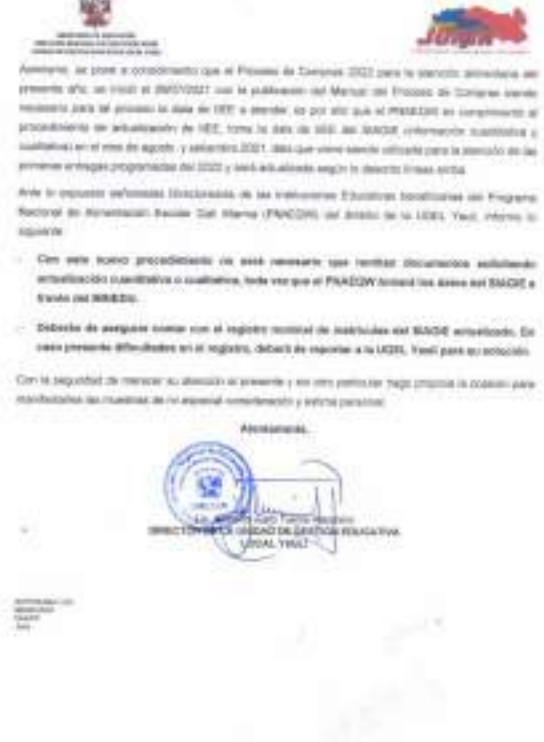 Asimismo, se pone a conocimiento que el Proceso de Compras 2022 para la atención alimentaria del
presente año, se inició el con la publicación del Manual del Proceso de Compras siendo
necesario para tal proceso la data de IIEE a atender, es por ello que el PNAEQW en cumplimiento al
procedimiento de actualización de IIEE, toma la data de IIEE del SIAGIE (información cuantitativa y
cualitativa) en el mes de agosto y setiembre 2021, data que viene siendo utilizada para la atención de las
primeras entregas programadas del 2022 y será actualizada según lo descrito líneas arriba.
Ante lo expuesto señores(as) Directores(as) de las Instituciones Educativas beneficiarias del Programa
Nacional de Alimentación Escolar Qali Warma (PNAEQW) del ámbito de la UGEL Yauli, informo lo
siguiente:
- Con este nuevo procedimiento no será necesario que remitan documentos solicitando
actualización cuantitativa o cualitativa, toda vez que el PNAEQW tomará los datos del SIAGIE a
través del MINEDU.
- Deberán de asegurar contar con el registro nominal de matrículas del SIAGIE actualizado. En
caso presente dificultades en el registro, deberá de reportar a la UGEL Yauli para su solución.
Con la seguridad de merecer su atención al presente y sin otro particular hago propicia la ocasión para
manifestarles las muestras de mi especial consideración y estima personal.
Atentamente,
DIRECTOR DE LA UNIDAD DE GESTIÓN EDUCATIVA
LOCAL YAULI